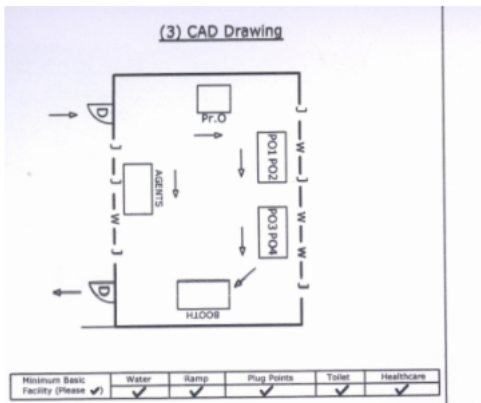 (3) CAD Drawing
D
Pr.O
J
J
W
PO1 PO2
AGENTS
J
J
W
W
PO3 PO4
J
W
J
D
J
BOOTH
Minimum Basic Facility (Please ✔) Water Ramp Plug Points Toilet Healthcare
✔ ✔ ✔ ✔ ✔